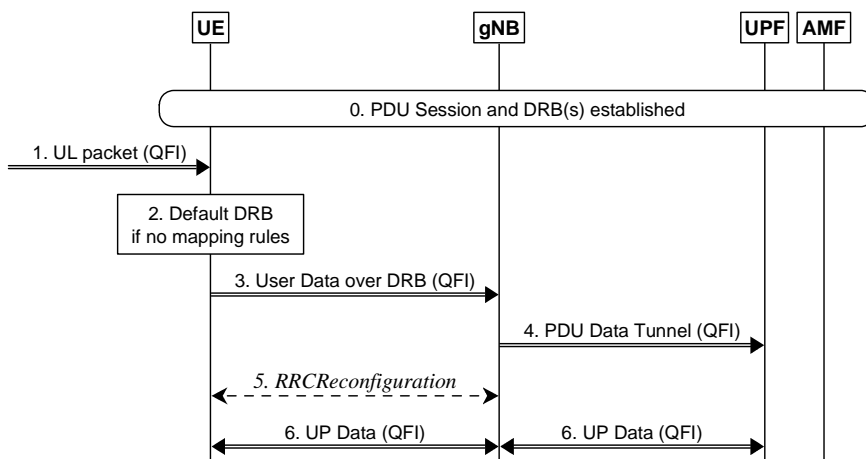 UE
gNB
UPF
AMF
0. PDU Session and DRB(s) established
1. UL packet (QFI)
2. Default DRB
if no mapping rules
3. User Data over DRB (QFI)
4. PDU Data Tunnel (QFI)
5. RRCReconfiguration
6. UP Data (QFI)
6. UP Data (QFI)